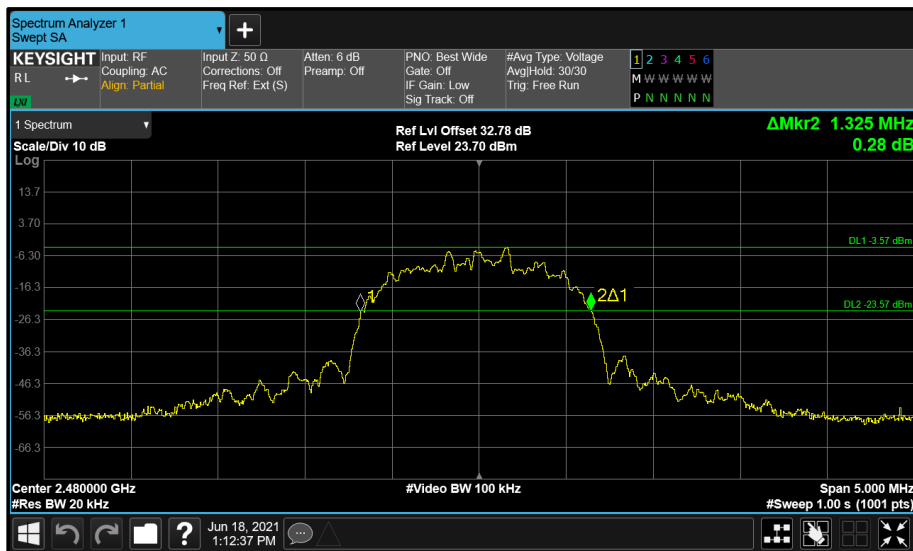 Spectrum Analyzer 1
Swept SA
KEYSIGHT
R L
LXI
Input: RF
Coupling: AC
Align: Partial
Input Z: 50 Ω
Corrections: Off
Freq Ref: Ext (S)
Atten: 6 dB
Preamp: Off
PNO: Best Wide
Gate: Off
IF Gain: Low
Sig Track: Off
#Avg Type: Voltage
Avg|Hold: 30/30
Trig: Free Run
1 2 3 4 5 6
M W W W W W
P N N N N N
1 Spectrum
Scale/Div 10 dB
Log
Ref Lvl Offset 32.78 dB
Ref Level 23.70 dBm
ΔMkr2 1.325 MHz
0.28 dB
13.7
3.70
-6.30
-16.3
-26.3
-36.3
-46.3
-56.3
-66.3
DL1 -3.57 dBm
DL2 -23.57 dBm
1
2Δ1
Center 2.480000 GHz
#Res BW 20 kHz
#Video BW 100 kHz
Span 5.000 MHz
#Sweep 1.00 s (1001 pts)
?
Jun 18, 2021
1:12:37 PM